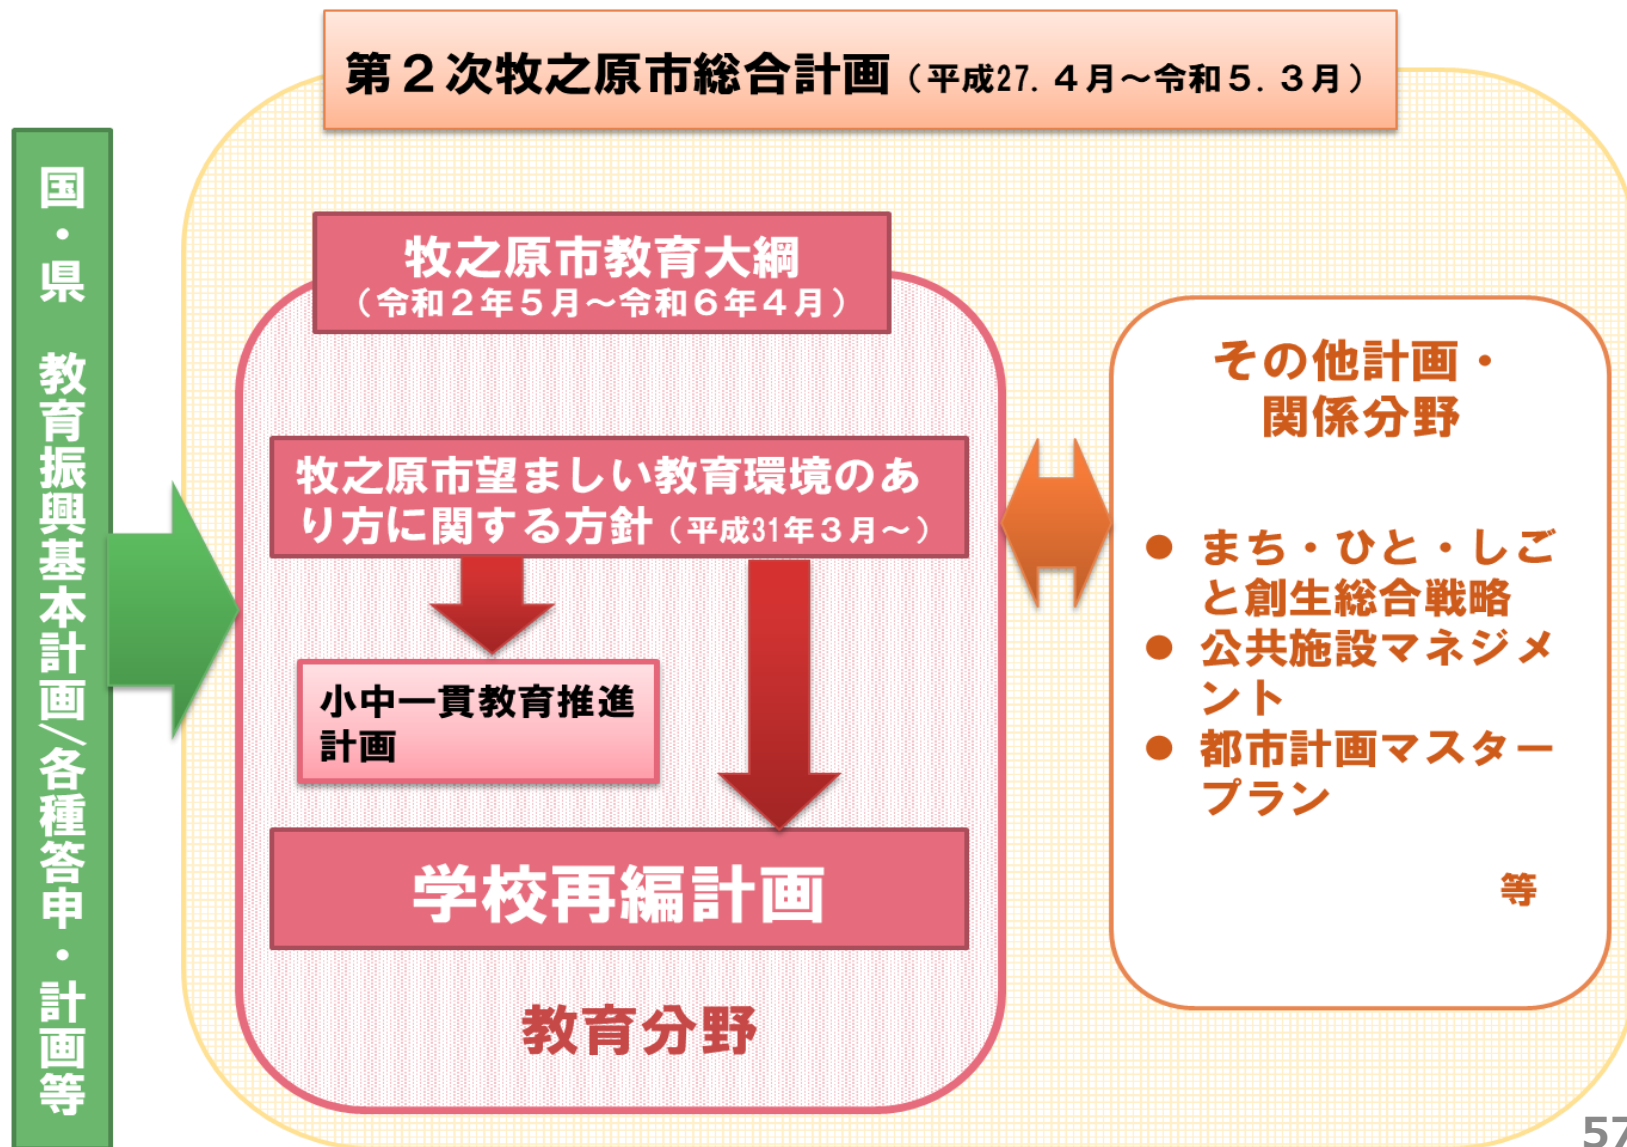 第２次牧之原市総合計画（平成27.４月～令和５.３月）
国・県　教育振興基本計画/各種答申・計画等
牧之原市教育大綱
（令和２年５月～令和６年４月）
牧之原市望ましい教育環境のあ
り方に関する方針（平成31年３月～）
小中一貫教育推進
計画
学校再編計画
教育分野
その他計画・
関係分野
● まち・ひと・しご
と創生総合戦略
● 公共施設マネジメ
ント
● 都市計画マスター
プラン
等
57